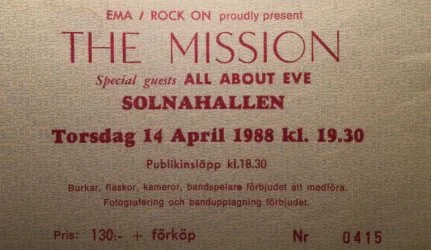 EMA / ROCK ON proudly present
THE MISSION
Special guests ALL ABOUT EVE
SOLNAHALLEN
Torsdag 14 April 1988 kl. 19.30
Publikinsläpp kl.18.30
Burkar, flaskor, kameror, bandspelare förbjudet att medföra.
Fotografering och bandupptagning förbjudet.
Pris: 130:- + förköp Nr 0415